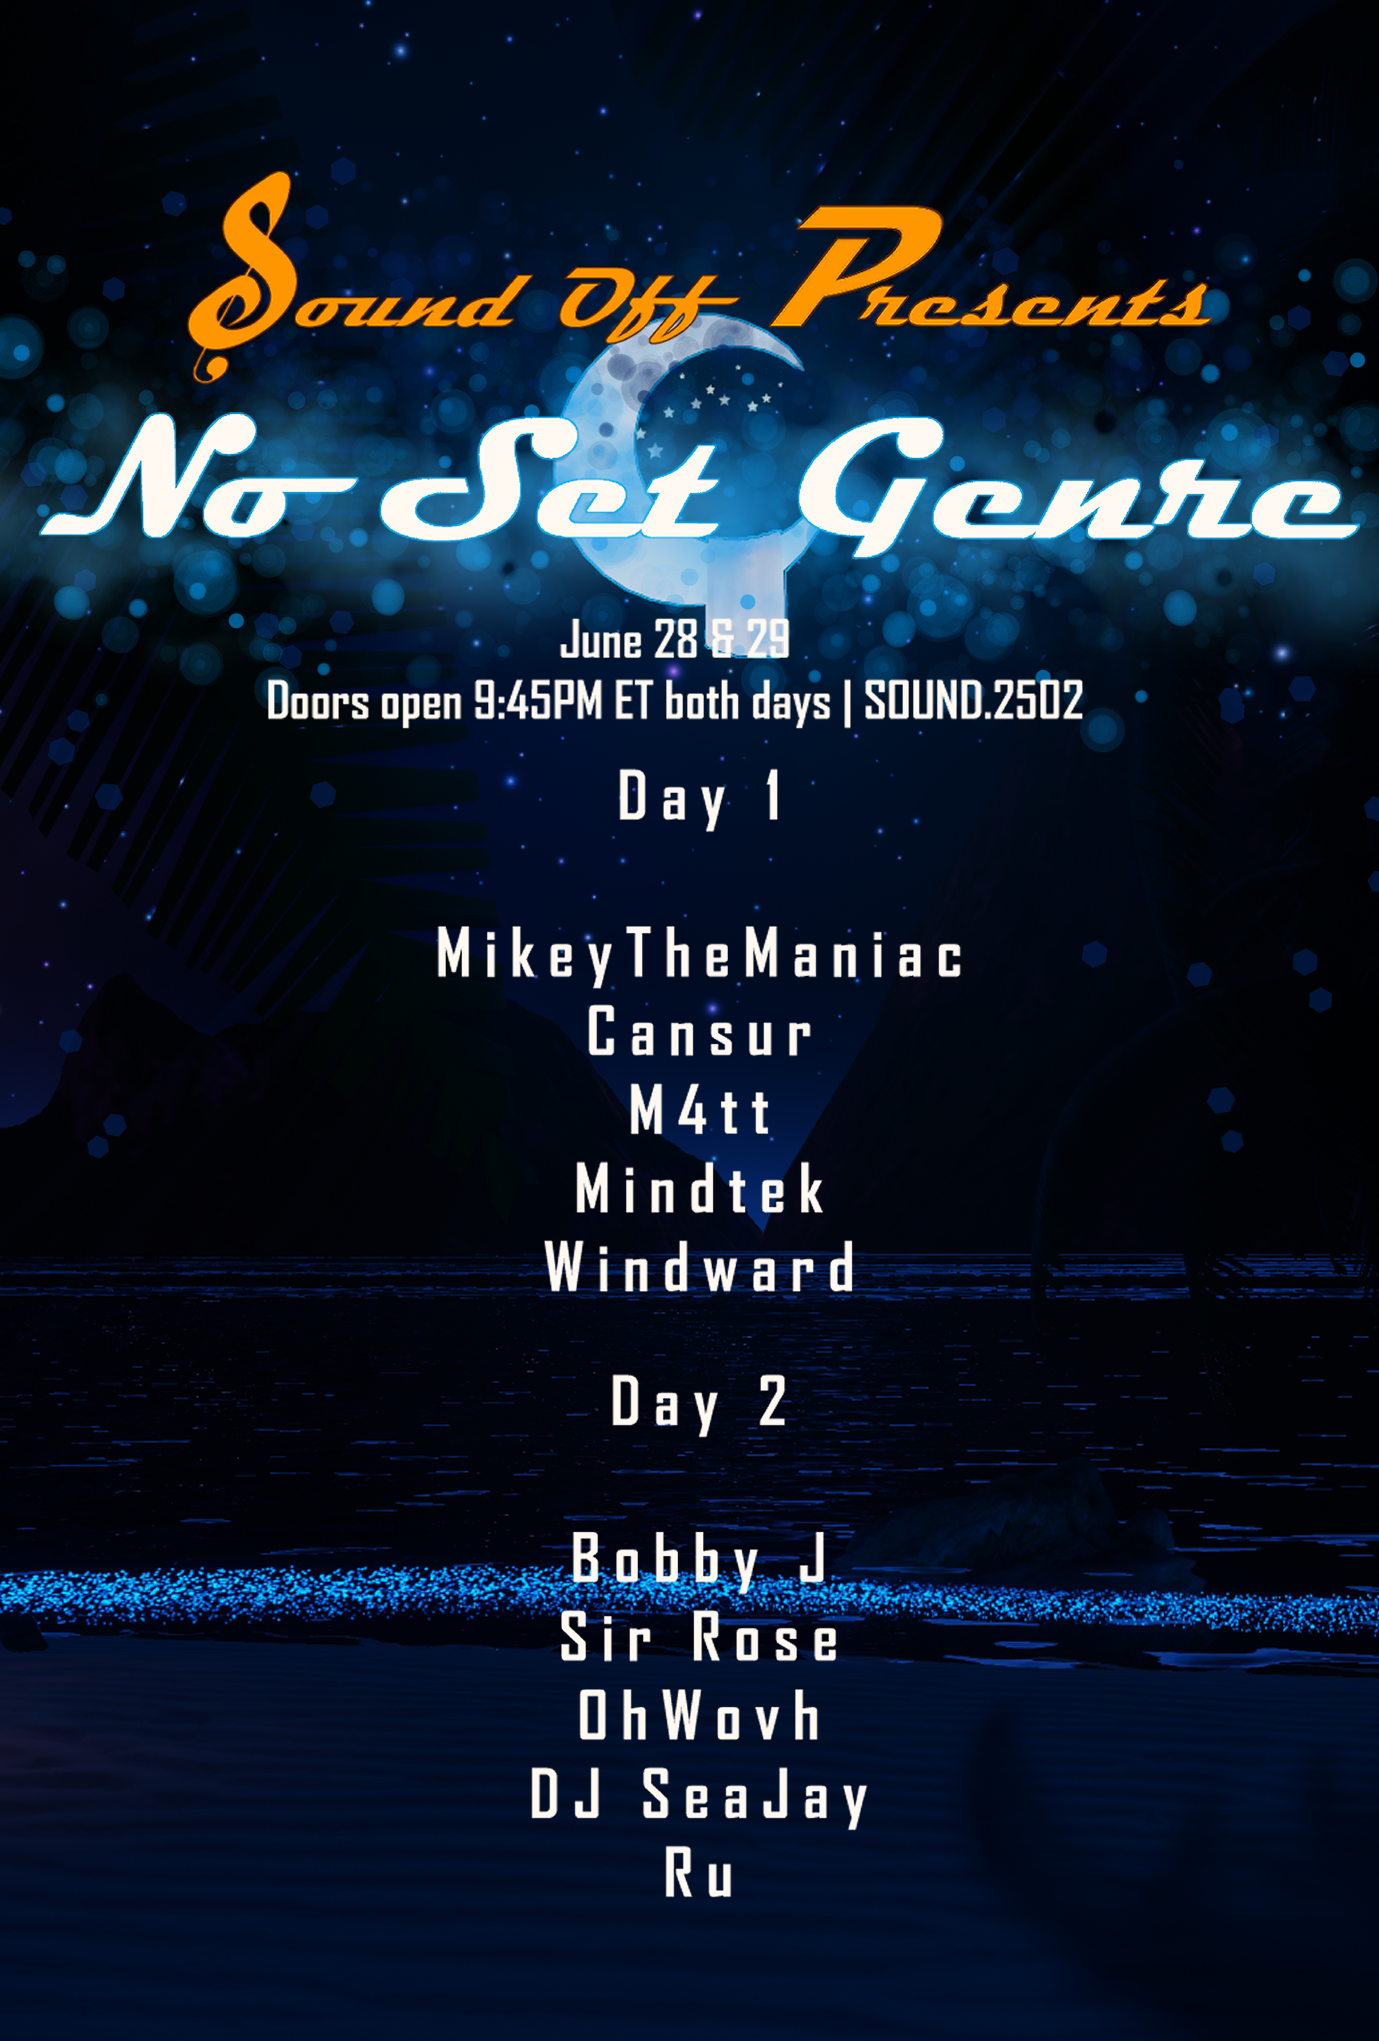 Sound Off Presents
No Set Genre
June 28 & 29
Doors open 9:45PM ET both days | SOUND.2502
Day 1
MikeyTheManiac
Cansur
M4tt
Mindtek
Windward
Day 2
Bobby J
Sir Rose
OhWovh
DJ SeaJay
Ru